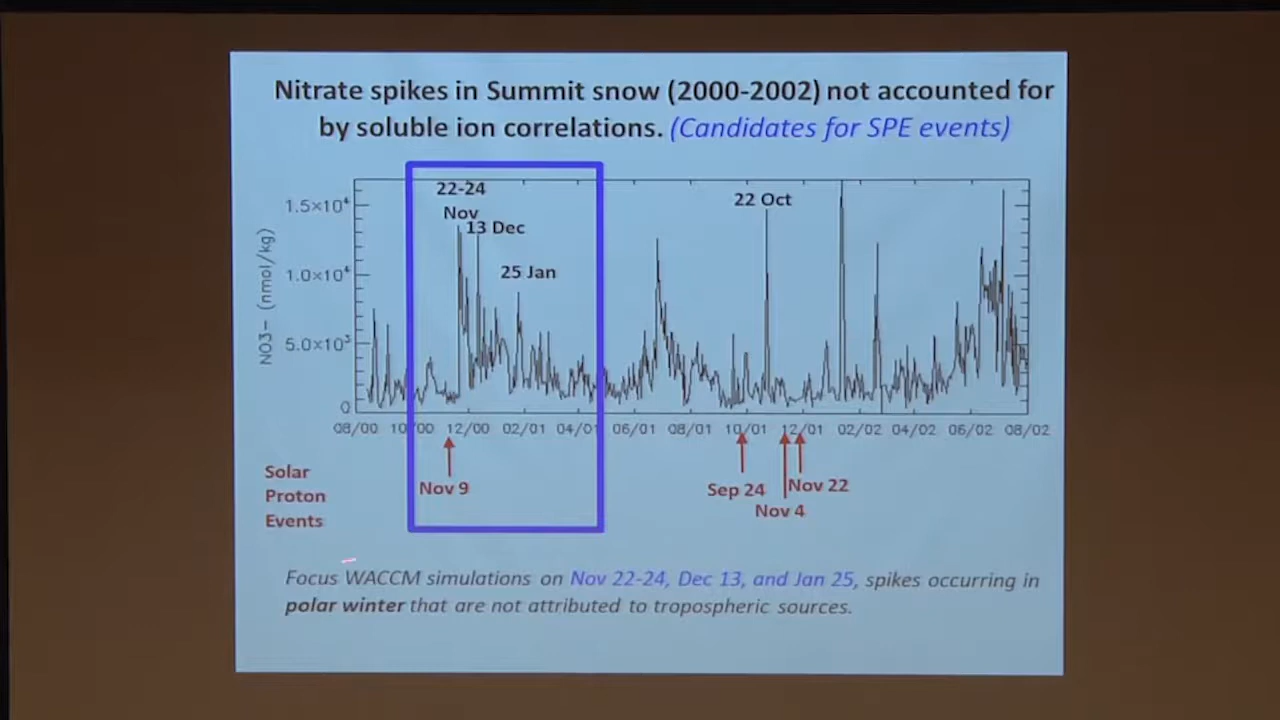 Nitrate spikes in Summit snow (2000-2002) not accounted for
by soluble ion correlations. (Candidates for SPE events)
22-24
Nov
13 Dec
25 Jan
22 Oct
NO3- (nmol/kg)
1.5×10⁴
1.0×10⁴
5.0×10³
0
08/00 10/00 12/00 02/01 04/01 06/01 08/01 10/01 12/01 02/02 04/02 06/02 08/02
Solar
Proton
Events
Nov 9
Sep 24
Nov 22
Nov 4
Focus WACCM simulations on Nov 22-24, Dec 13, and Jan 25, spikes occurring in
polar winter that are not attributed to tropospheric sources.